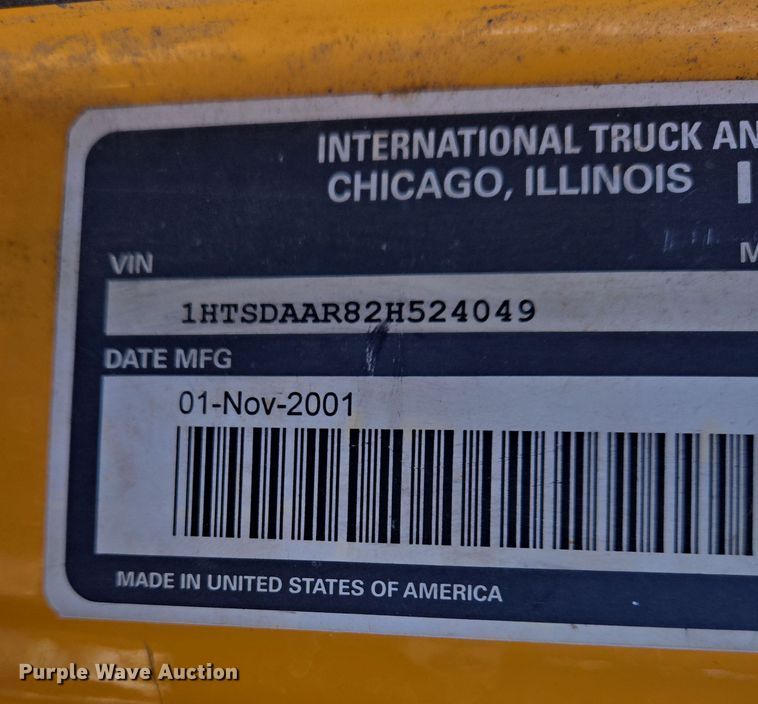 INTERNATIONAL TRUCK AN
CHICAGO, ILLINOIS
VIN
M
1HTSDAAR82H524049
DATE MFG
01-Nov-2001
MADE IN UNITED STATES OF AMERICA
Purple Wave Auction